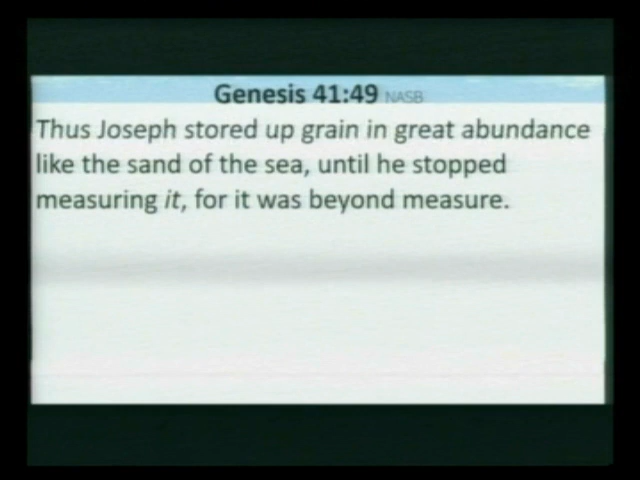 Genesis 41:49 NASB
Thus Joseph stored up grain in great abundance
like the sand of the sea, until he stopped
measuring it, for it was beyond measure.